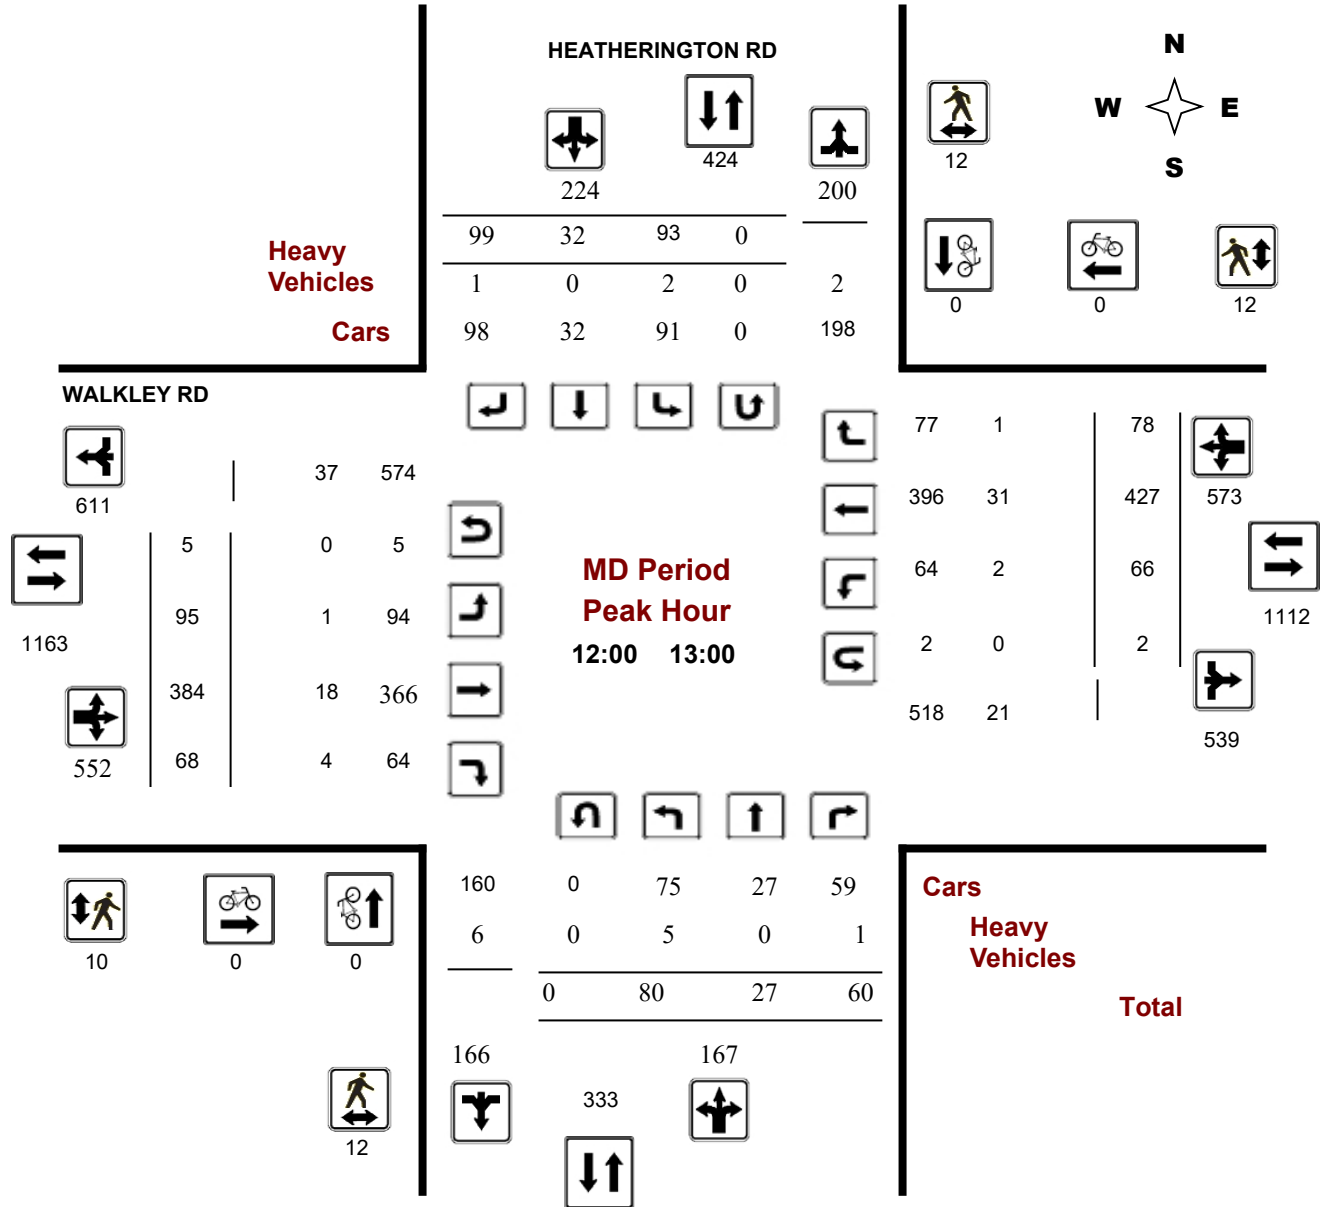 HEATHERINGTON RD
N
W E
S
424
12
224
200
99 32 93 0
Heavy
Vehicles
1 0 2 0 2
0 0 12
Cars
98 32 91 0 198
WALKLEY RD
77 1 78
37 574
611
396 31 427 573
5 0 5
MD Period
Peak Hour
64 2 66
95 1 94
1163
1112
12:00 13:00
2 0 2
384 18 366
518 21
539
552
68 4 64
160 0 75 27 59
Cars
6 0 5 0 1
Heavy
Vehicles
10 0 0
0 80 27 60
Total
166 167
333
12